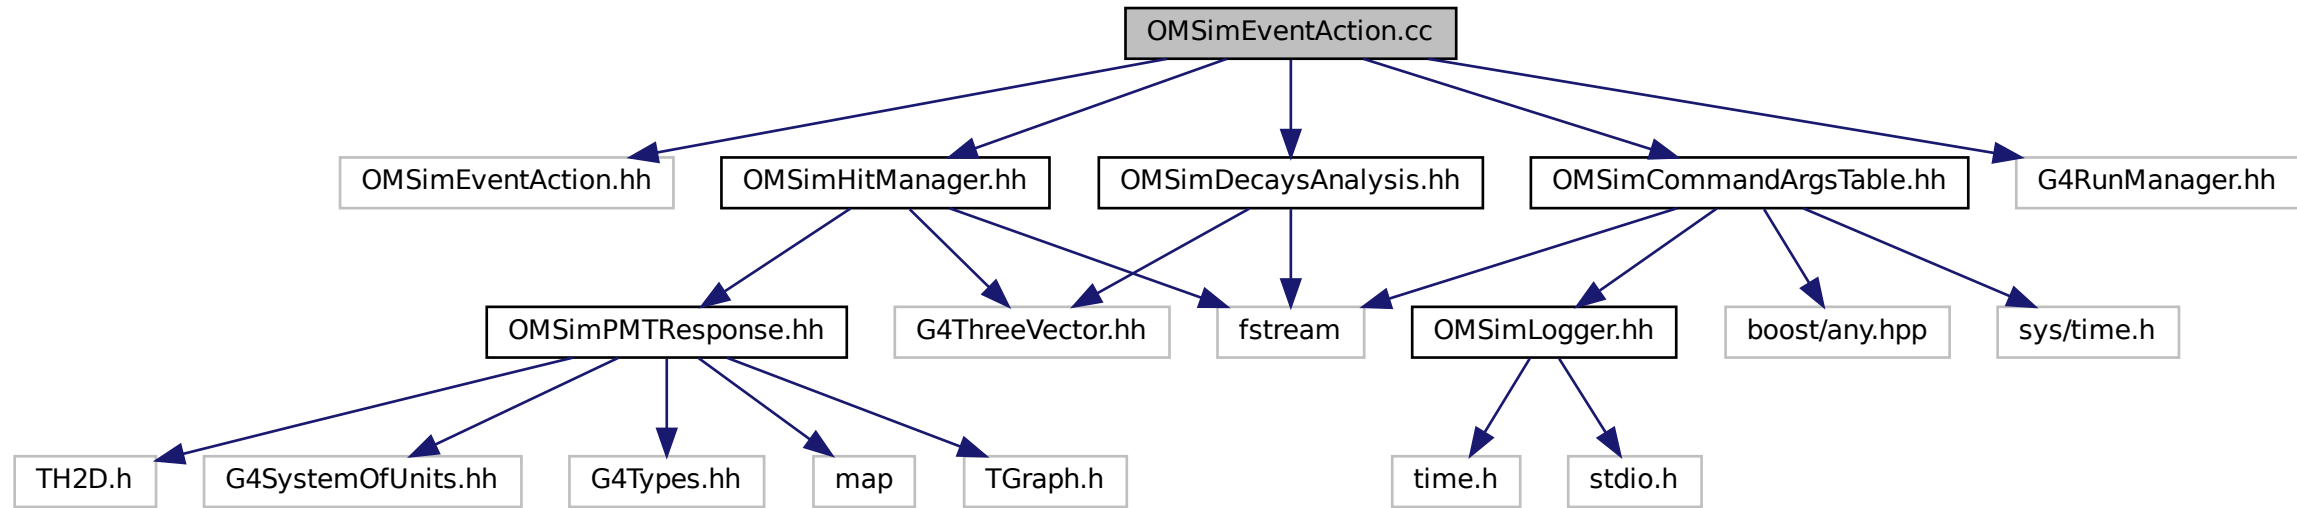 OMSimEventAction.cc
OMSimEventAction.hh
OMSimHitManager.hh
OMSimDecaysAnalysis.hh
OMSimCommandArgsTable.hh
G4RunManager.hh
OMSimPMTResponse.hh
G4ThreeVector.hh
fstream
OMSimLogger.hh
boost/any.hpp
sys/time.h
TH2D.h
G4SystemOfUnits.hh
G4Types.hh
map
TGraph.h
time.h
stdio.h